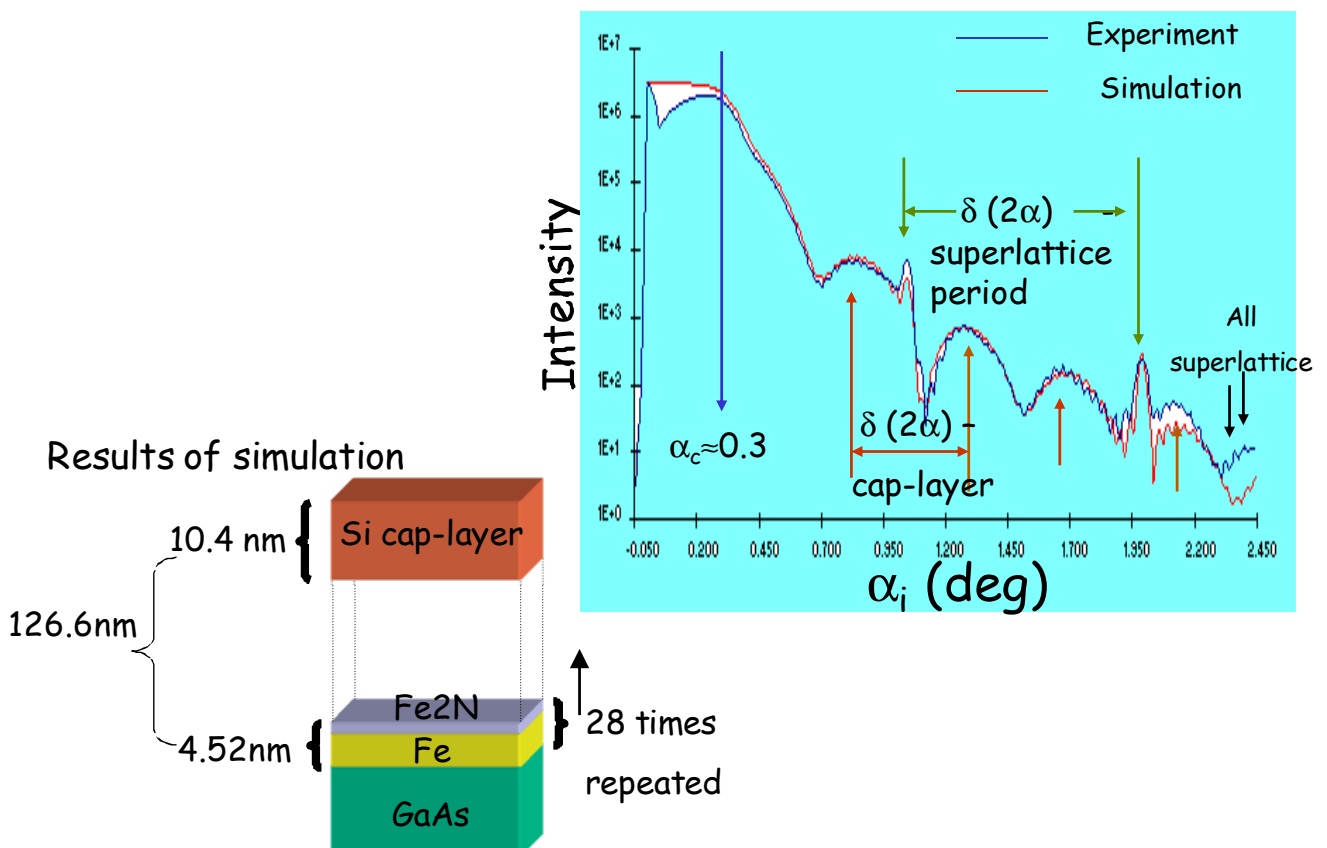 Experiment
Simulation
1E+7
1E+6
1E+5
1E+4
1E+3
1E+2
1E+1
1E+0
Intensity
δ (2α)
superlattice
period
All
superlattice
αc≈0.3
δ (2α)
cap-layer
-0.050 0.200 0.450 0.700 0.950 1.200 1.450 1.700 1.950 2.200 2.450
αi (deg)
Results of simulation
10.4 nm
Si cap-layer
126.6nm
Fe2N
28 times
4.52nm
Fe
repeated
GaAs